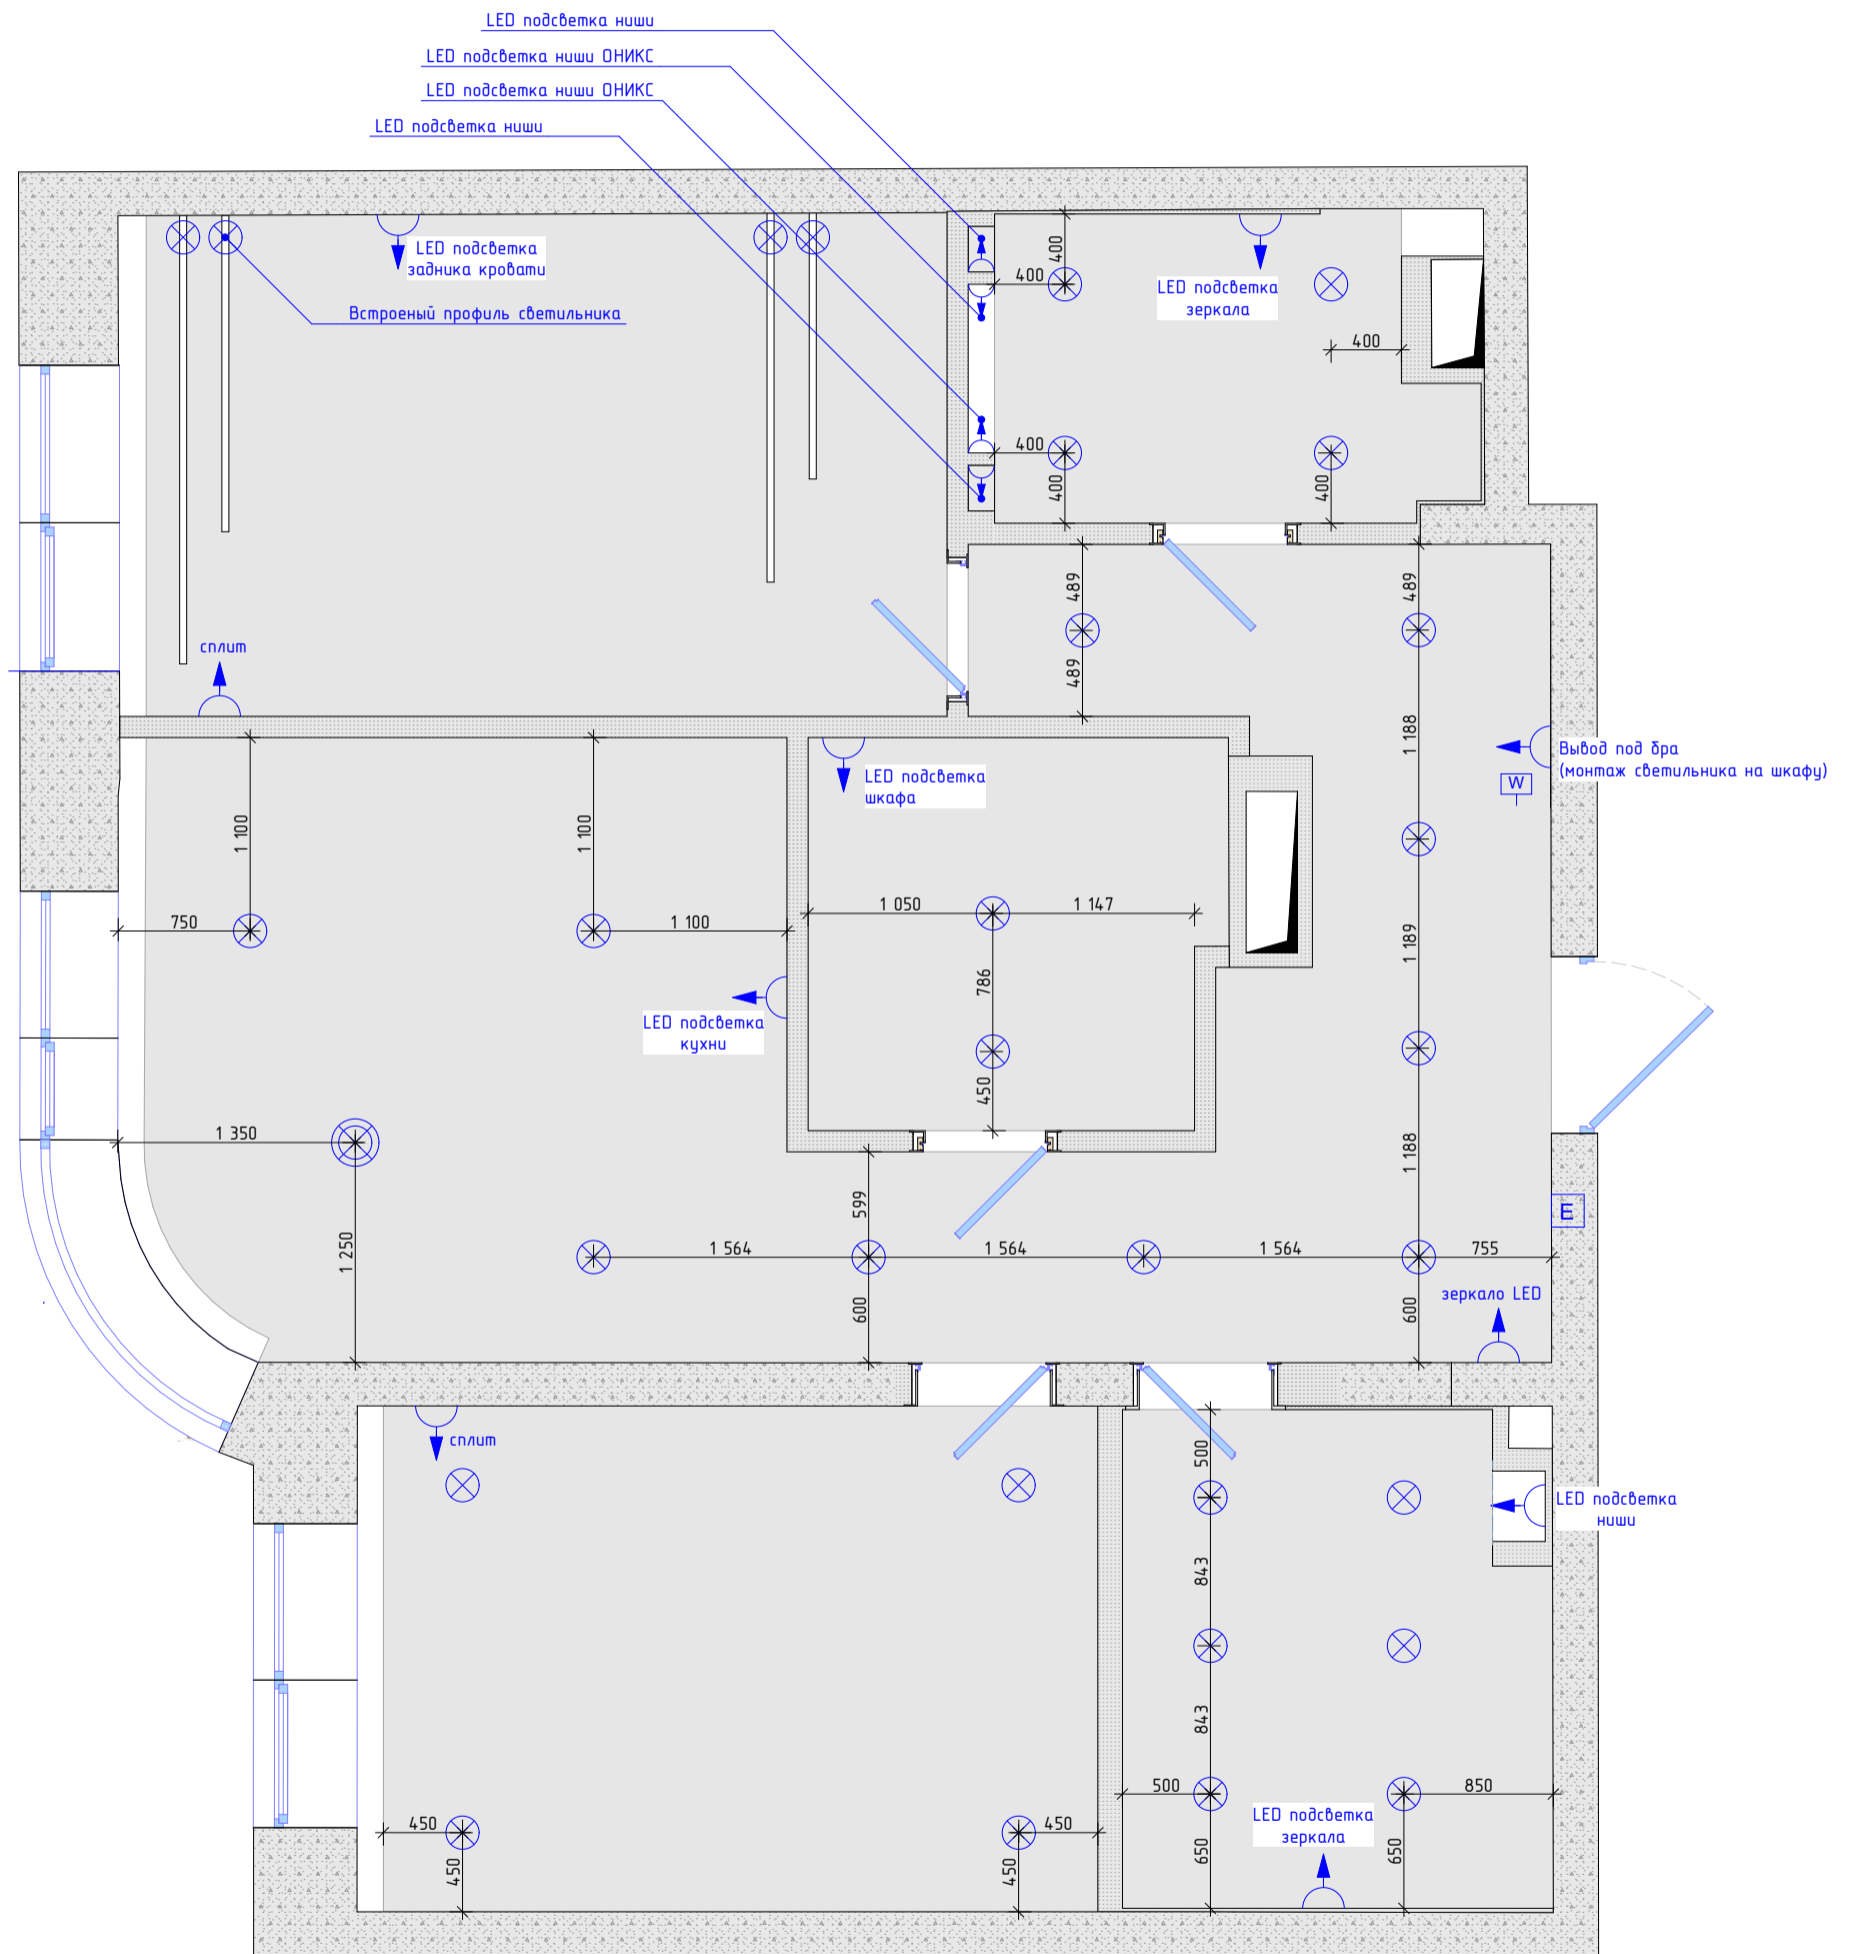 LED подсветка ниши
LED подсветка ниши ОНИКС
LED подсветка ниши ОНИКС
LED подсветка ниши
LED подсветка
задника кровати
Встроеный профиль светильника
400
400
LED подсветка
зеркала
400
400
400
400
сплит
489
489
489
1 188
Вывод под бра
(монтаж светильника на шкафу)
W
LED подсветка
шкафа
1 100
1 100
750
1 100
1 050
1 147
786
1 189
LED подсветка
кухни
450
1 350
1 188
599
E
1 250
1 564
1 564
1 564
755
600
600
зеркало LED
сплит
500
LED подсветка
ниши
843
843
500
850
LED подсветка
зеркала
450
450
450
450
650
650